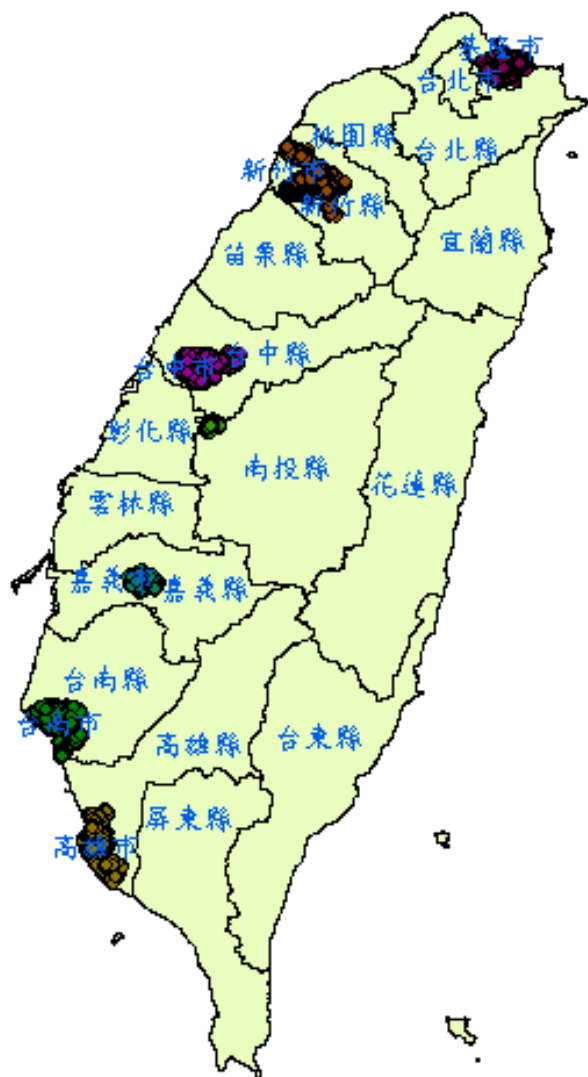 基隆市
台北市
桃園縣
台北縣
新竹市
新竹縣
宜蘭縣
苗栗縣
台中市
台中縣
彰化縣
南投縣
花蓮縣
雲林縣
嘉義市
嘉義縣
台南縣
台南市
高雄縣
台東縣
屏東縣
高雄市